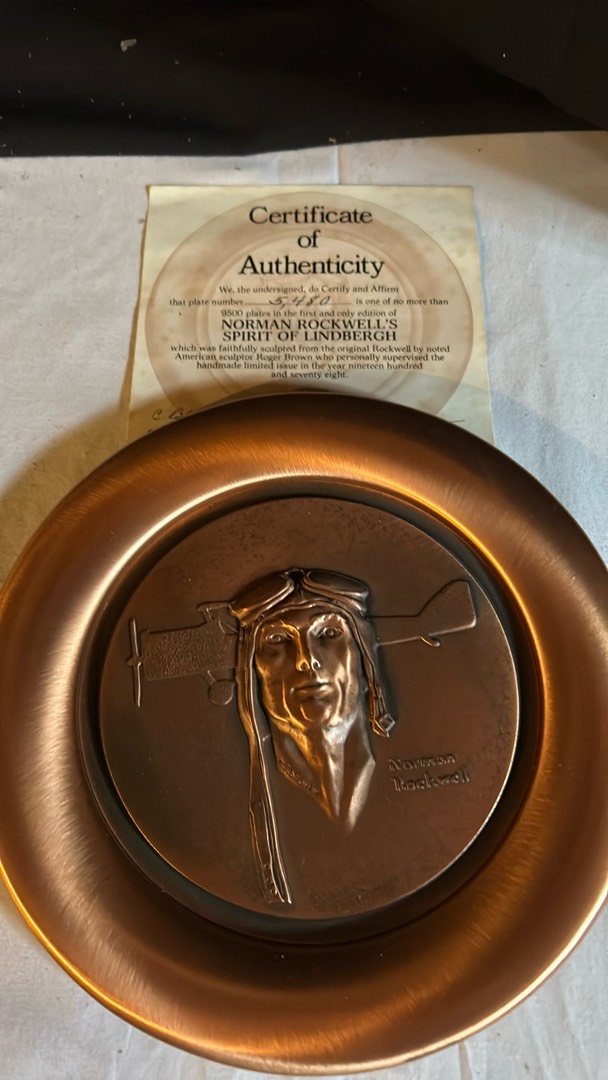 Certificate
of
Authenticity
We, the undersigned, do Certify and Affirm
that plate number 5,480 is one of no more than
9500 plates in the first and only edition of
NORMAN ROCKWELL'S
SPIRIT OF LINDBERGH
which was faithfully sculpted from the original Rockwell by noted
American sculptor Roger Brown who personally supervised the
handmade limited issue in the year nineteen hundred
and seventy eight.
Norman
Rockwell